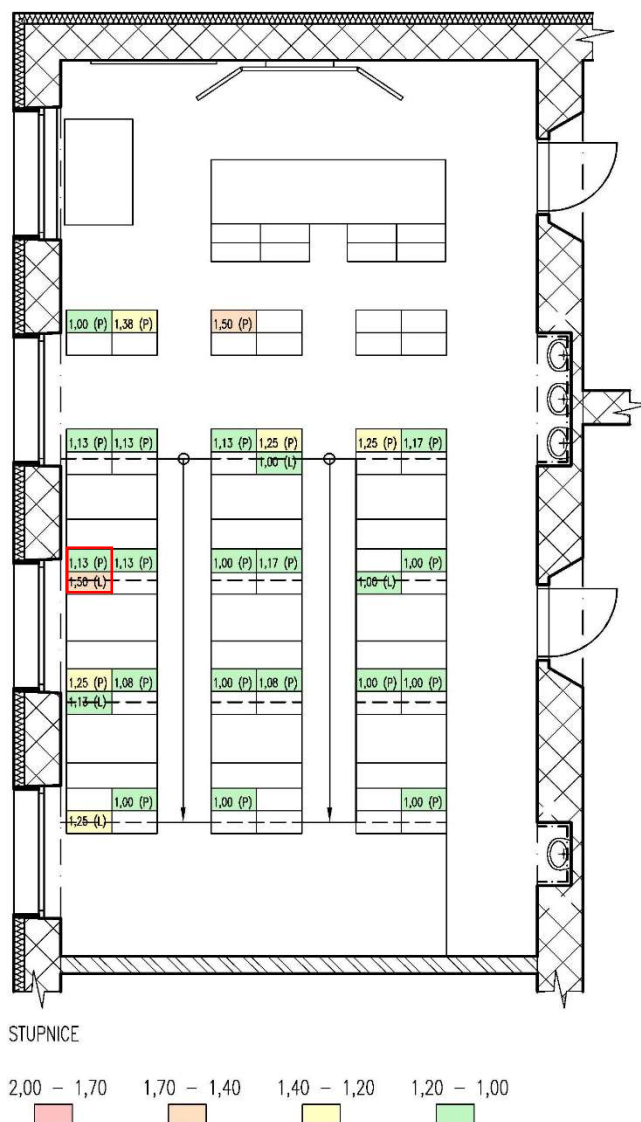 1,00 (P) 1,38 (P) 1,50 (P)
1,13 (P) 1,13 (P) 1,13 (P) 1,25 (P) 1,25 (P) 1,17 (P)
1,00 (L)
1,13 (P) 1,13 (P) 1,00 (P) 1,17 (P) 1,00 (P)
1,50 (L) 1,00 (L)
1,25 (P) 1,08 (P) 1,00 (P) 1,08 (P) 1,00 (P) 1,00 (P)
1,13 (L)
1,00 (P) 1,00 (P) 1,00 (P)
1,25 (L)
STUPNICE
2,00 – 1,70 1,70 – 1,40 1,40 – 1,20 1,20 – 1,00